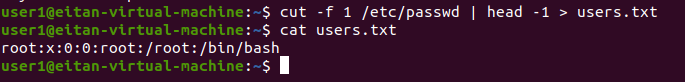 user1@eitan-virtual-machine:~$ cut -f 1 /etc/passwd | head -1 > users.txt
user1@eitan-virtual-machine:~$ cat users.txt
root:x:0:0:root:/root:/bin/bash
user1@eitan-virtual-machine:~$